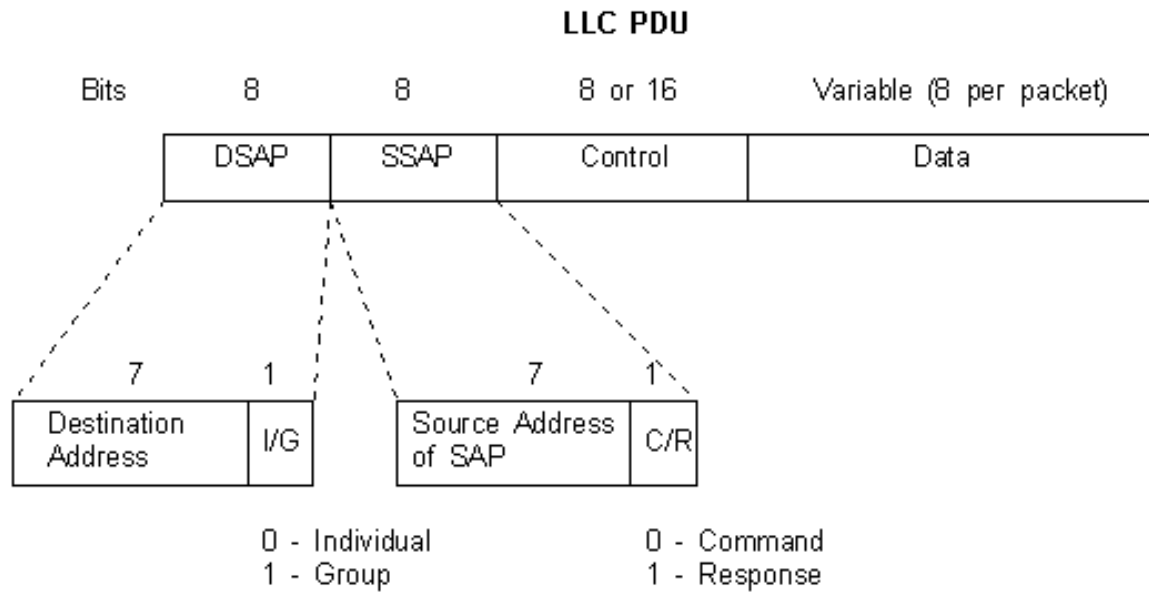 LLC PDU
Bits 8 8 8 or 16 Variable (8 per packet)
DSAP SSAP Control Data
7 1 7 1
Destination Address I/G Source Address of SAP C/R
0 - Individual 0 - Command
1 - Group 1 - Response